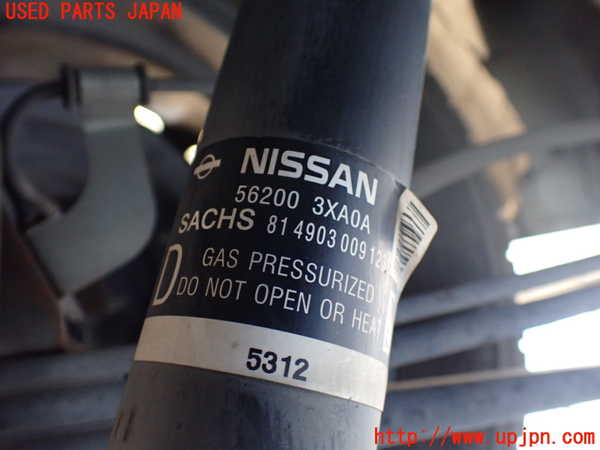 USED PARTS JAPAN
NISSAN
56200 3XA0A
SACHS 81 4903 009 12
D
GAS PRESSURIZED
DO NOT OPEN OR HEAT
5312
http://www.upjpn.com/